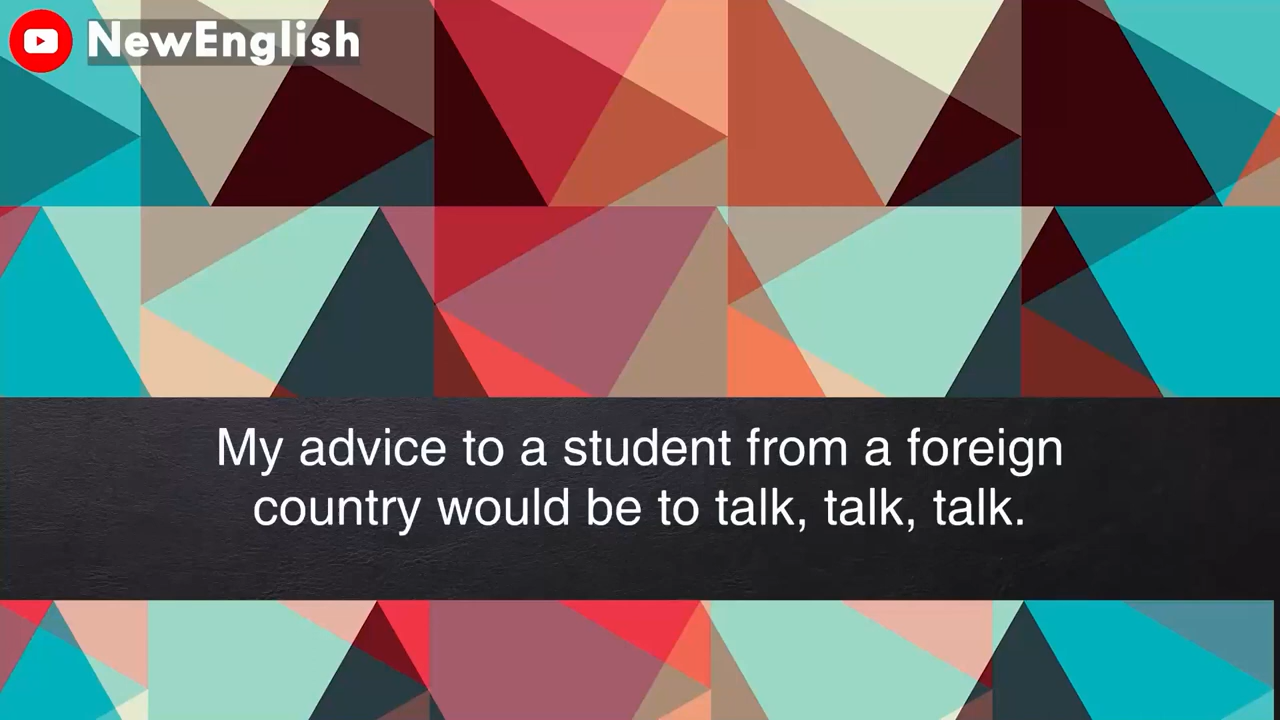 NewEnglish
My advice to a student from a foreign
country would be to talk, talk, talk.